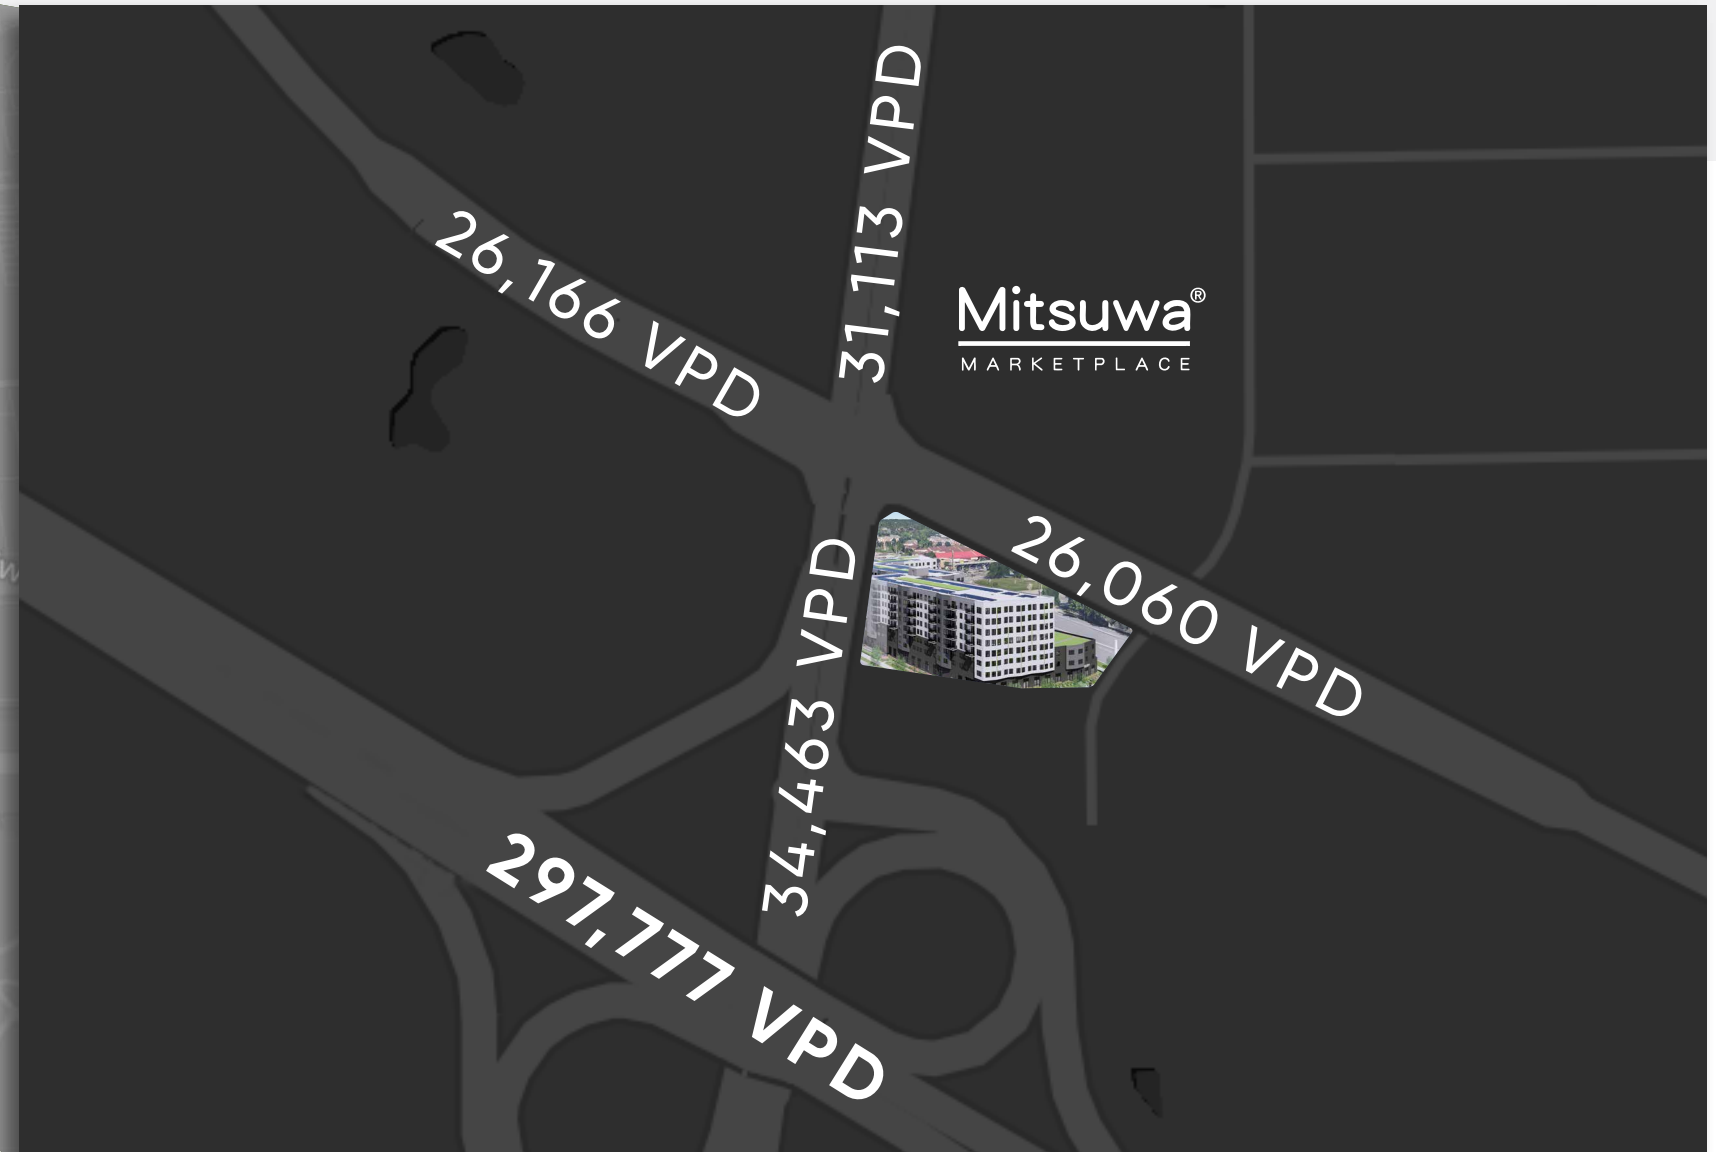 31,113 VPD
26,166 VPD
Mitsuwa®
MARKETPLACE
26,060 VPD
34,463 VPD
297,777 VPD